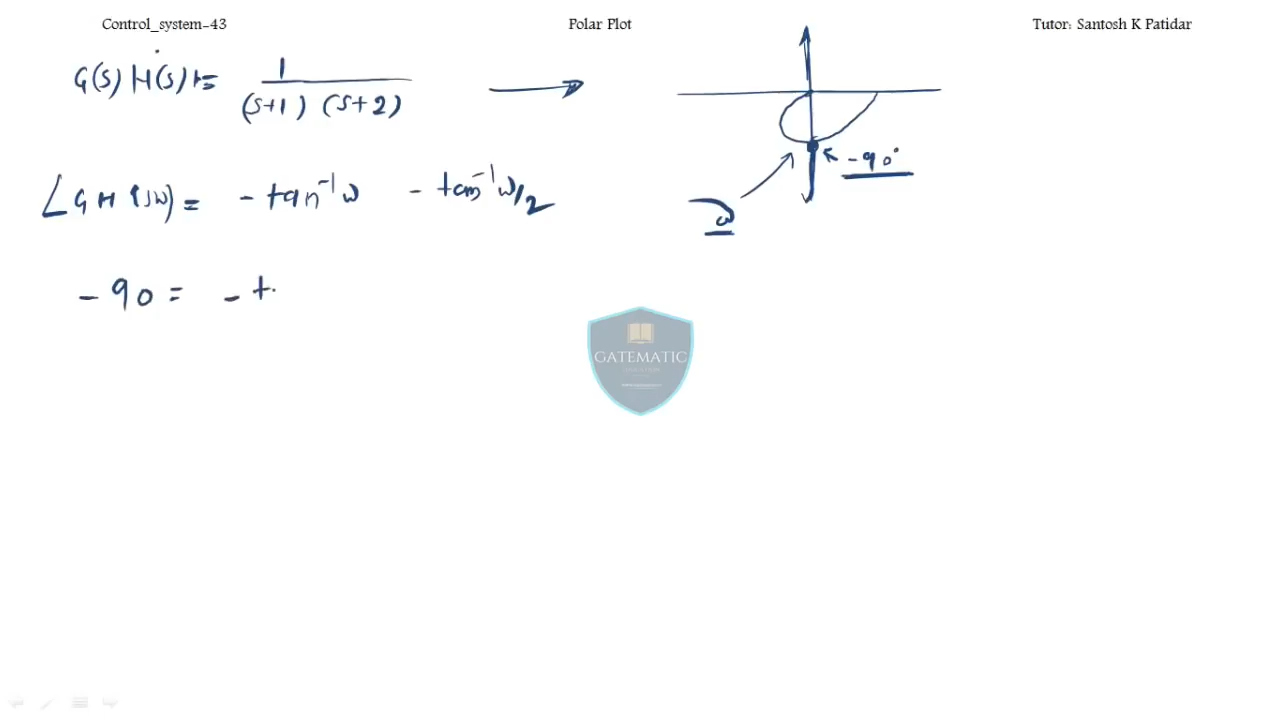 Control_system-43 Polar Plot Tutor: Santosh K Patidar
G(s) H(s) = 1 / (s+1) (s+2)
∠GH(jω) = - tan⁻¹ω - tan⁻¹ω/2
-90°
ω
- 90 = - t
GATEMATIC